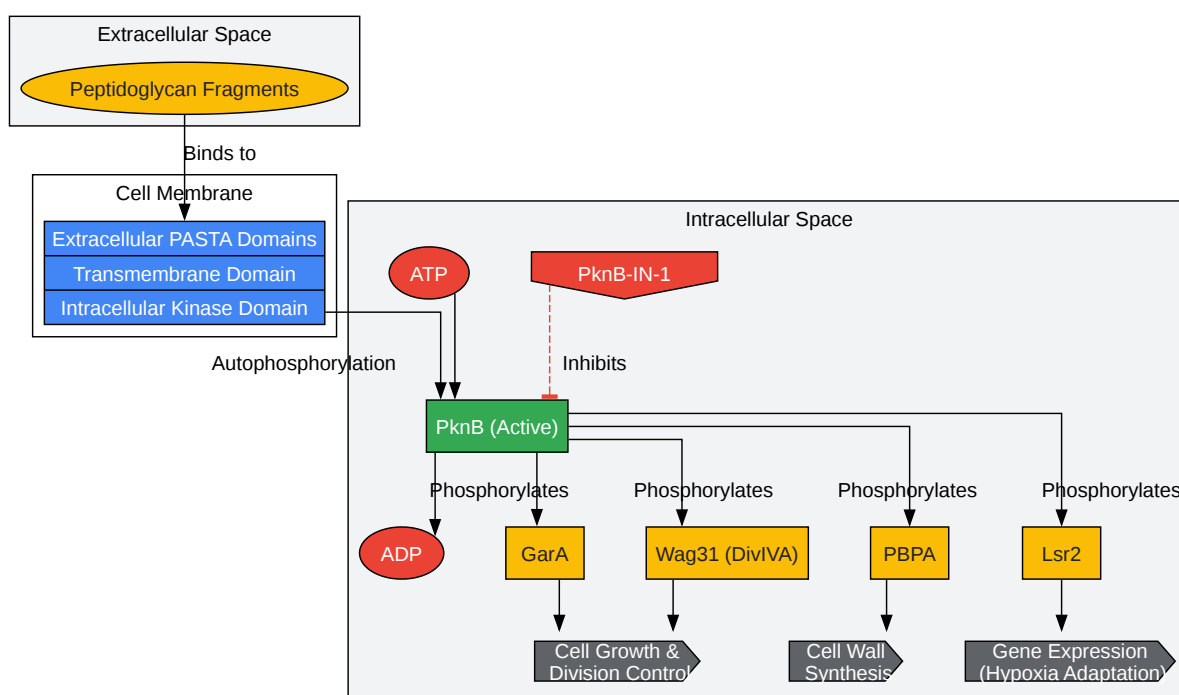 Extracellular Space
Peptidoglycan Fragments
Binds to
Cell Membrane
Extracellular PASTA Domains
Transmembrane Domain
Intracellular Kinase Domain
Intracellular Space
ATP
PknB-IN-1
Autophosphorylation
Inhibits
PknB (Active)
Phosphorylates
Phosphorylates
Phosphorylates
Phosphorylates
ADP
GarA
Wag31 (DivIVA)
PBPA
Lsr2
Cell Growth &
Division Control
Cell Wall
Synthesis
Gene Expression
(Hypoxia Adaptation)